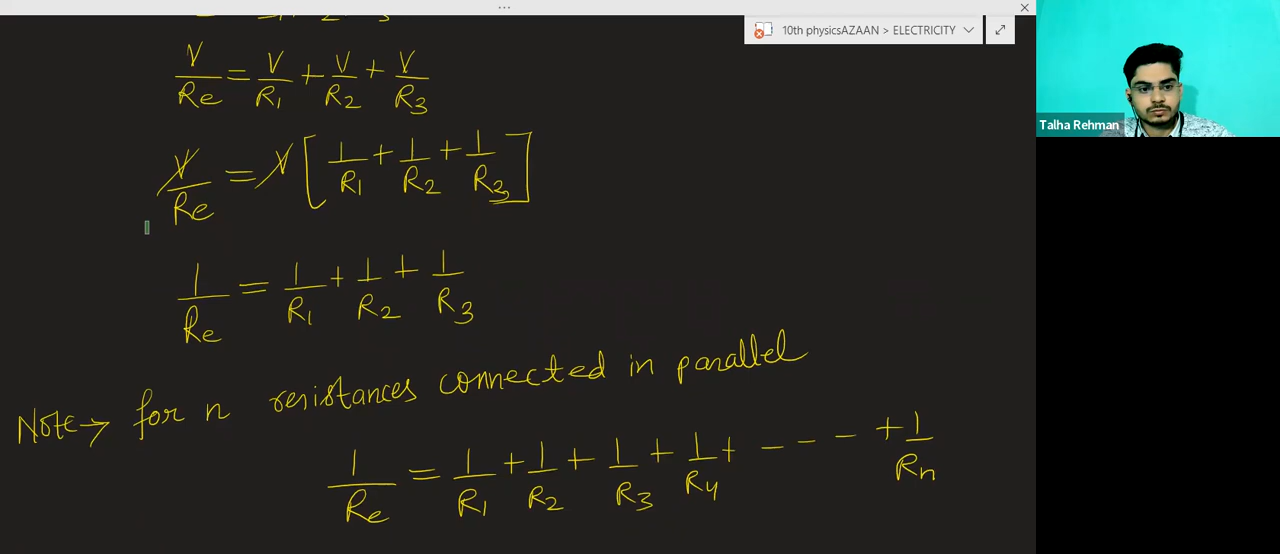 10th physicsAZAAN > ELECTRICITY
Talha Rehman
V/Re = V/R1 + V/R2 + V/R3
V/Re = V [ 1/R1 + 1/R2 + 1/R3 ]
1/Re = 1/R1 + 1/R2 + 1/R3
Note → for n resistances connected in parallel
1/Re = 1/R1 + 1/R2 + 1/R3 + 1/R4 + - - - - + 1/Rn